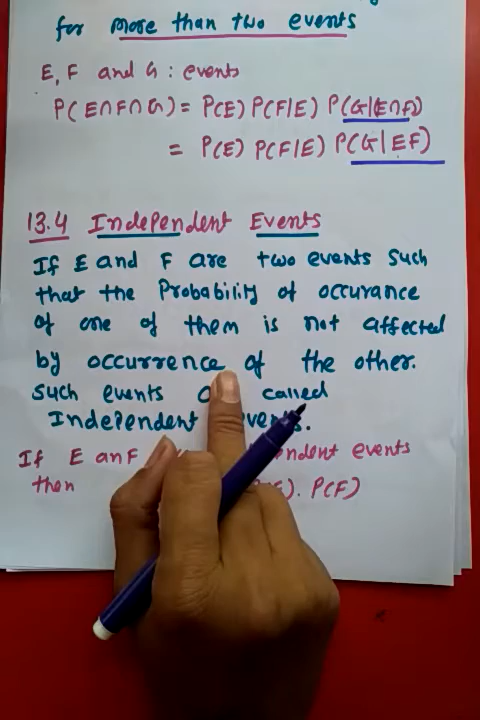 for more than two events
E, F and G : events
P(E∩F∩G) = P(E) P(F|E) P(G|E∩F)
= P(E) P(F|E) P(G|EF)
13.4 Independent Events
If E and F are two events such
that the Probability of occurance
of one of them is not affected
by occurrence of the other.
such events called
Independent events.
If E anF events
then . P(F)